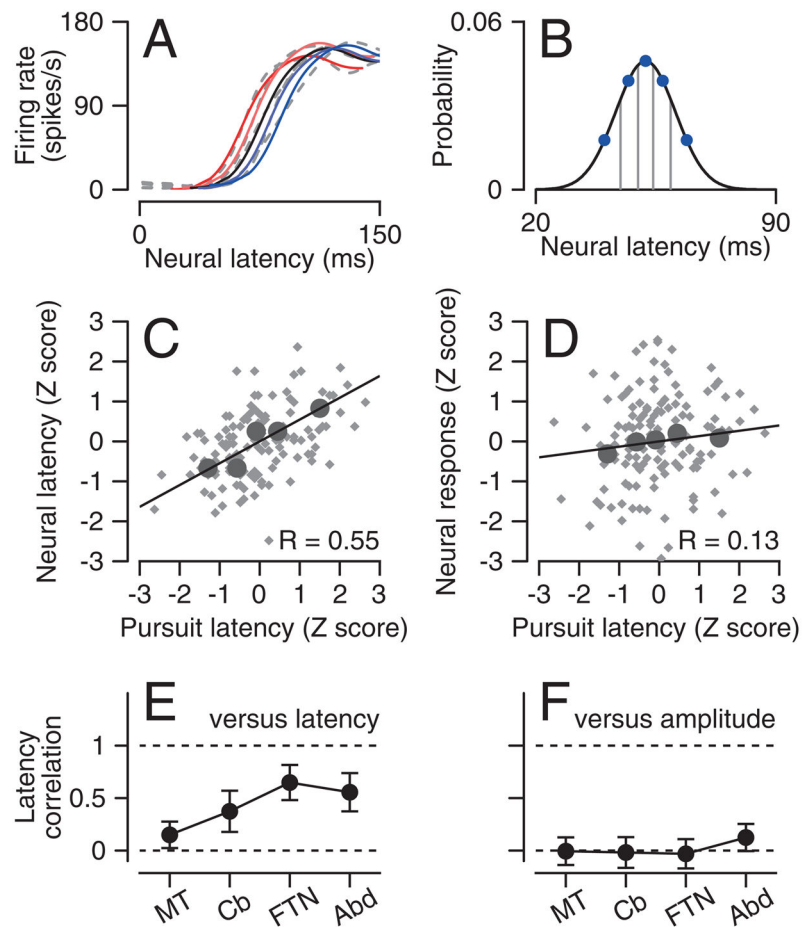 A
180
90
0
Firing rate
(spikes/s)
0
150
Neural latency (ms)
B
0.06
0
Probability
20
90
Neural latency (ms)
C
3
2
1
0
-1
-2
-3
Neural latency (Z score)
R = 0.55
-3 -2 -1 0 1 2 3
Pursuit latency (Z score)
D
3
2
1
0
-1
-2
-3
Neural response (Z score)
R = 0.13
-3 -2 -1 0 1 2 3
Pursuit latency (Z score)
E
versus latency
1
0.5
0
Latency
correlation
MT Cb FTN Abd
F
versus amplitude
MT Cb FTN Abd